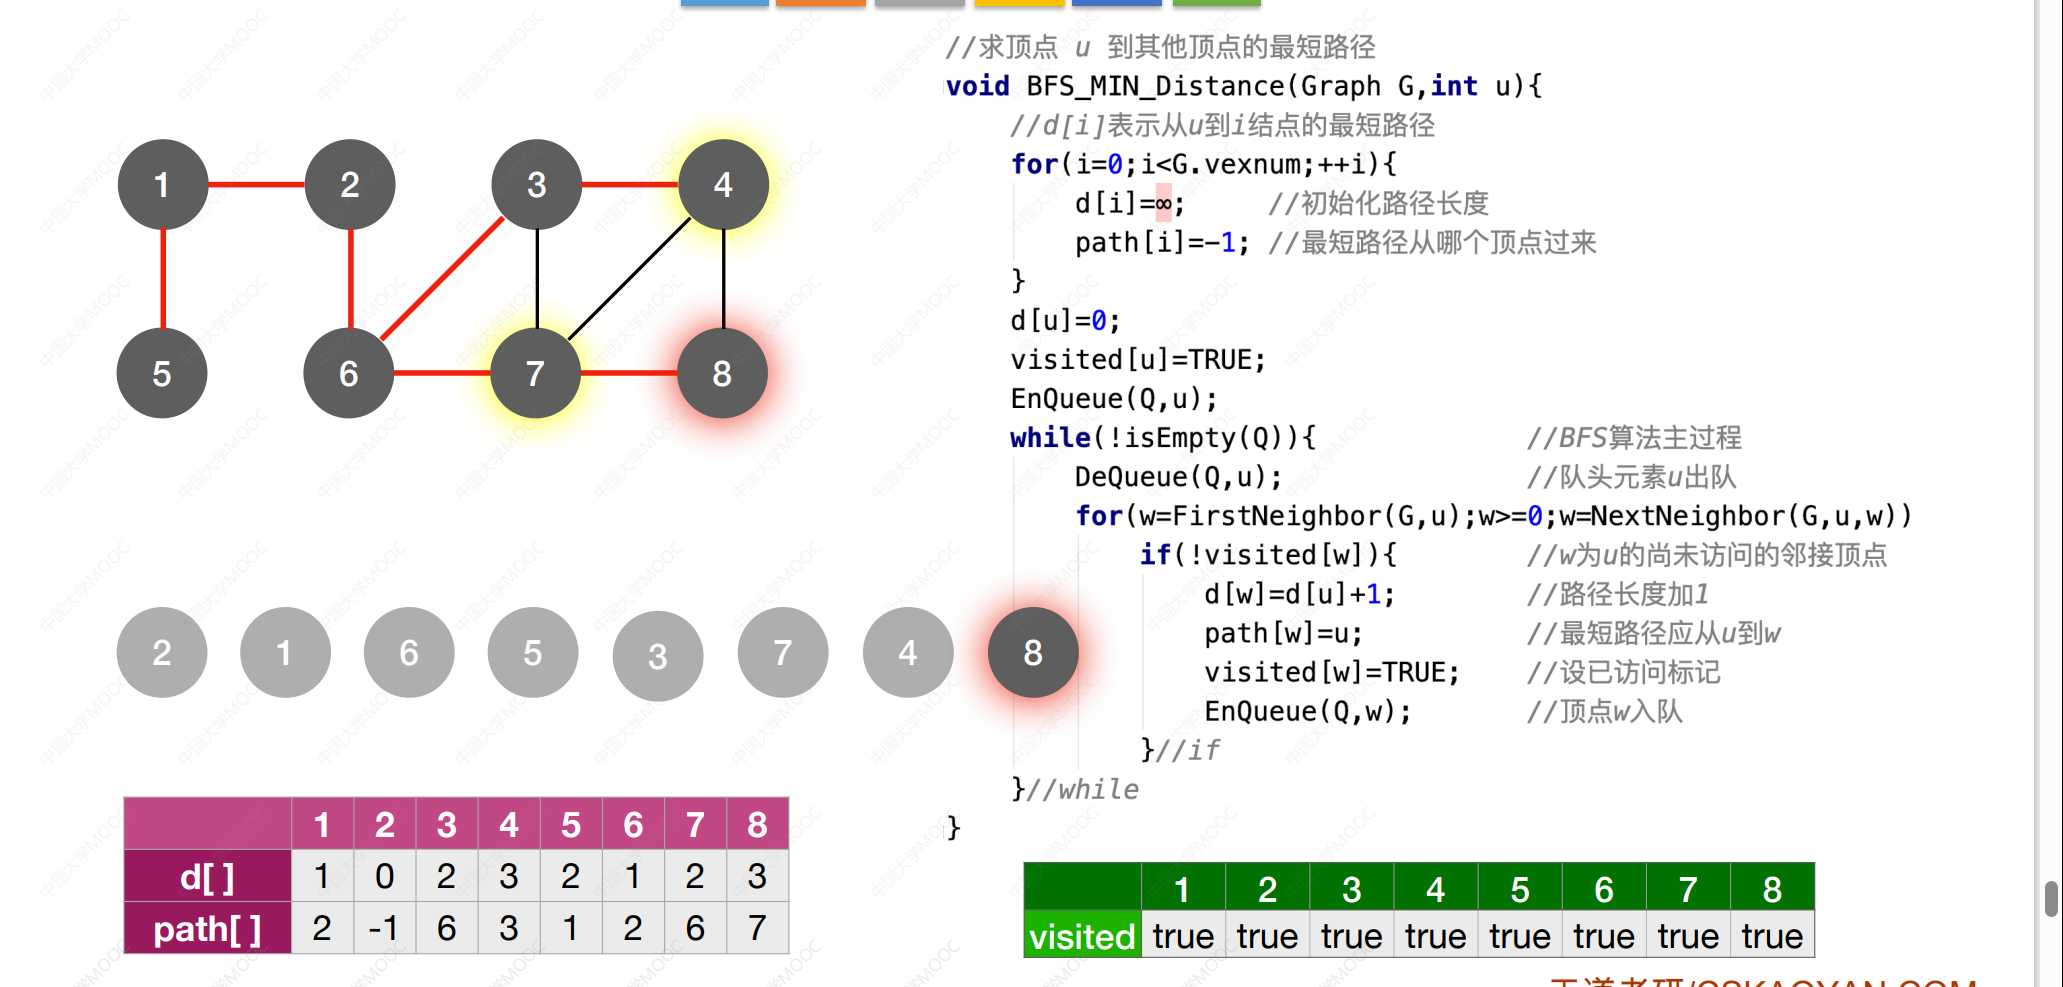 1 2 3 4
5 6 7 8
2 1 6 5 3 7 4 8
1 2 3 4 5 6 7 8
d[ ] 1 0 2 3 2 1 2 3
path[ ] 2 -1 6 3 1 2 6 7
//求顶点 u 到其他顶点的最短路径
void BFS_MIN_Distance(Graph G,int u){
//d[i]表示从u到i结点的最短路径
for(i=0;i<G.vexnum;++i){
d[i]=∞; //初始化路径长度
path[i]=-1; //最短路径从哪个顶点过来
}
d[u]=0;
visited[u]=TRUE;
EnQueue(Q,u);
while(!isEmpty(Q)){ //BFS算法主过程
DeQueue(Q,u); //队头元素u出队
for(w=FirstNeighbor(G,u);w>=0;w=NextNeighbor(G,u,w))
if(!visited[w]){ //w为u的尚未访问的邻接顶点
d[w]=d[u]+1; //路径长度加1
path[w]=u; //最短路径应从u到w
visited[w]=TRUE; //设已访问标记
EnQueue(Q,w); //顶点w入队
}//if
}//while
}
1 2 3 4 5 6 7 8
visited true true true true true true true true
王道考研/CSKAOYAN.COM
中国大学MOOC